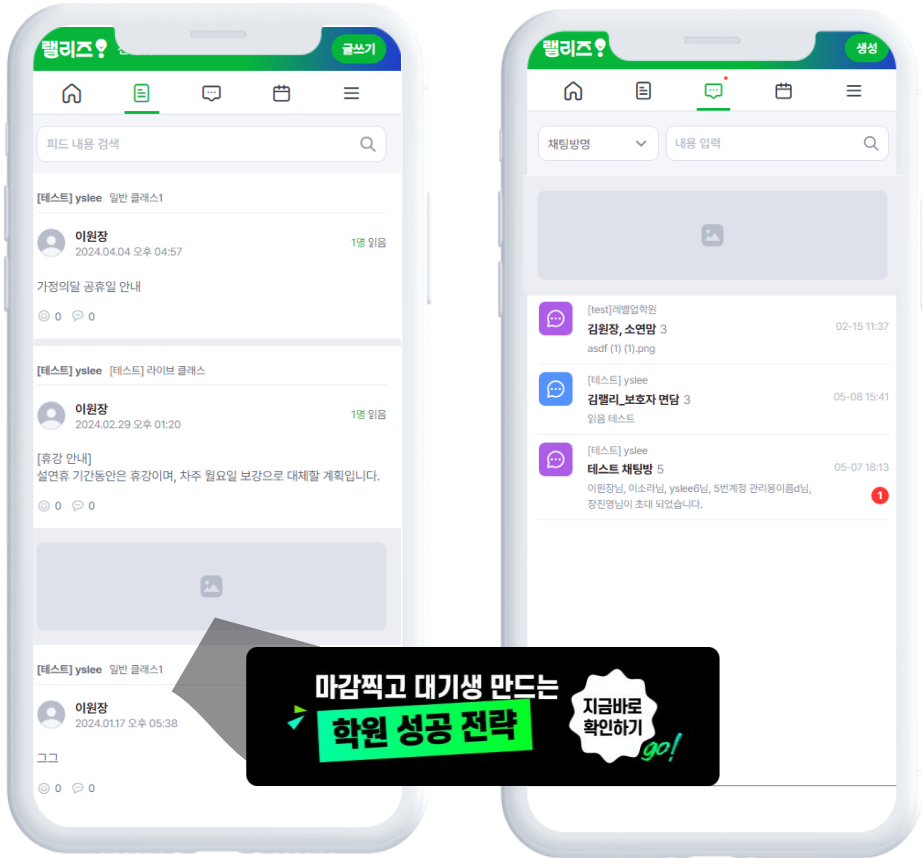 랠리즈
글쓰기
피드 내용 검색
[테스트] yslee 일반 클래스1
이원장
2024.04.04 오후 04:57
1명 읽음
가정의달 공휴일 안내
0 0
[테스트] yslee [테스트] 라이브 클래스
이원장
2024.02.29 오후 01:20
1명 읽음
[휴강 안내]
설연휴 기간동안은 휴강이며, 차주 월요일 보강으로 대체할 계획입니다.
0 0
[테스트] yslee 일반 클래스1
이원장
2024.01.17 오후 05:38
그그
0 0
랠리즈
생성
채팅방명
내용 입력
[test]레벨업학원
김원장, 소연맘 3
02-15 11:37
asdf (1) (1).png
[테스트] yslee
김랠리_보호자 면담 3
05-08 15:41
읽음 테스트
[테스트] yslee
테스트 채팅방 5
05-07 18:13
이원장님, 이소라님, yslee6님, 5번계정 관리용이름d님,
장진영님이 초대 되었습니다.
1
마감찍고 대기생 만드는
학원 성공 전략
지금바로
확인하기
go!